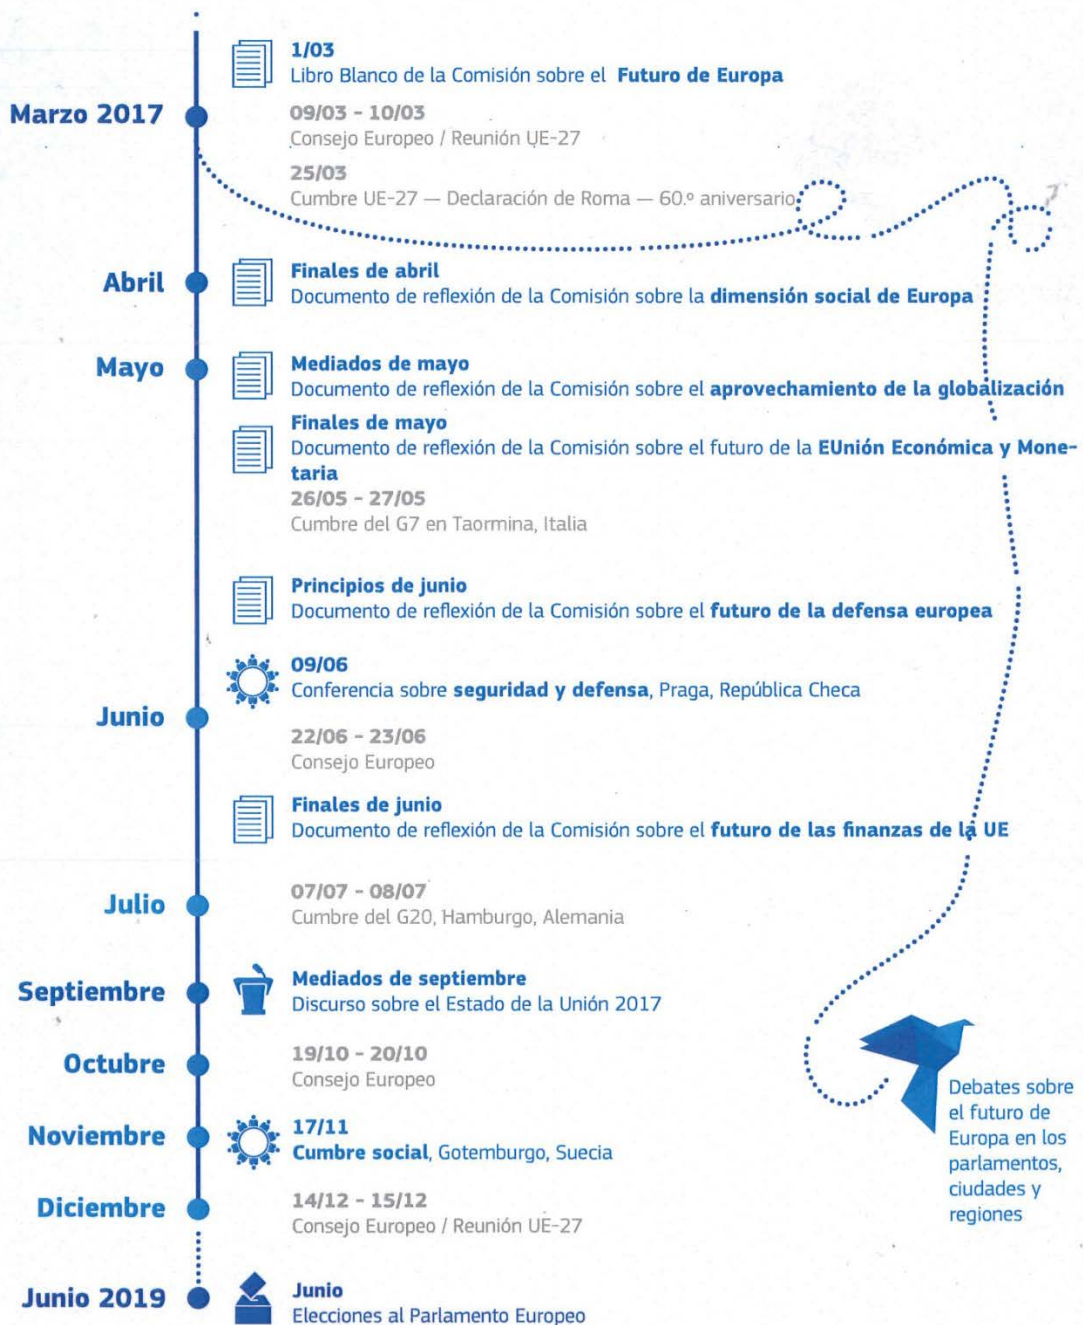 Marzo 2017
1/03
Libro Blanco de la Comisión sobre el Futuro de Europa
09/03 - 10/03
Consejo Europeo / Reunión UE-27
25/03
Cumbre UE-27 — Declaración de Roma — 60.º aniversario
Abril
Finales de abril
Documento de reflexión de la Comisión sobre la dimensión social de Europa
Mayo
Mediados de mayo
Documento de reflexión de la Comisión sobre el aprovechamiento de la globalización
Finales de mayo
Documento de reflexión de la Comisión sobre el futuro de la EUnión Económica y Mone-
taria
26/05 - 27/05
Cumbre del G7 en Taormina, Italia
Junio
Principios de junio
Documento de reflexión de la Comisión sobre el futuro de la defensa europea
09/06
Conferencia sobre seguridad y defensa, Praga, República Checa
22/06 - 23/06
Consejo Europeo
Finales de junio
Documento de reflexión de la Comisión sobre el futuro de las finanzas de la UE
Julio
07/07 - 08/07
Cumbre del G20, Hamburgo, Alemania
Septiembre
Mediados de septiembre
Discurso sobre el Estado de la Unión 2017
Octubre
19/10 - 20/10
Consejo Europeo
Noviembre
17/11
Cumbre social, Gotemburgo, Suecia
Diciembre
14/12 - 15/12
Consejo Europeo / Reunión UE-27
Junio 2019
Junio
Elecciones al Parlamento Europeo
Debates sobre
el futuro de
Europa en los
parlamentos,
ciudades y
regiones